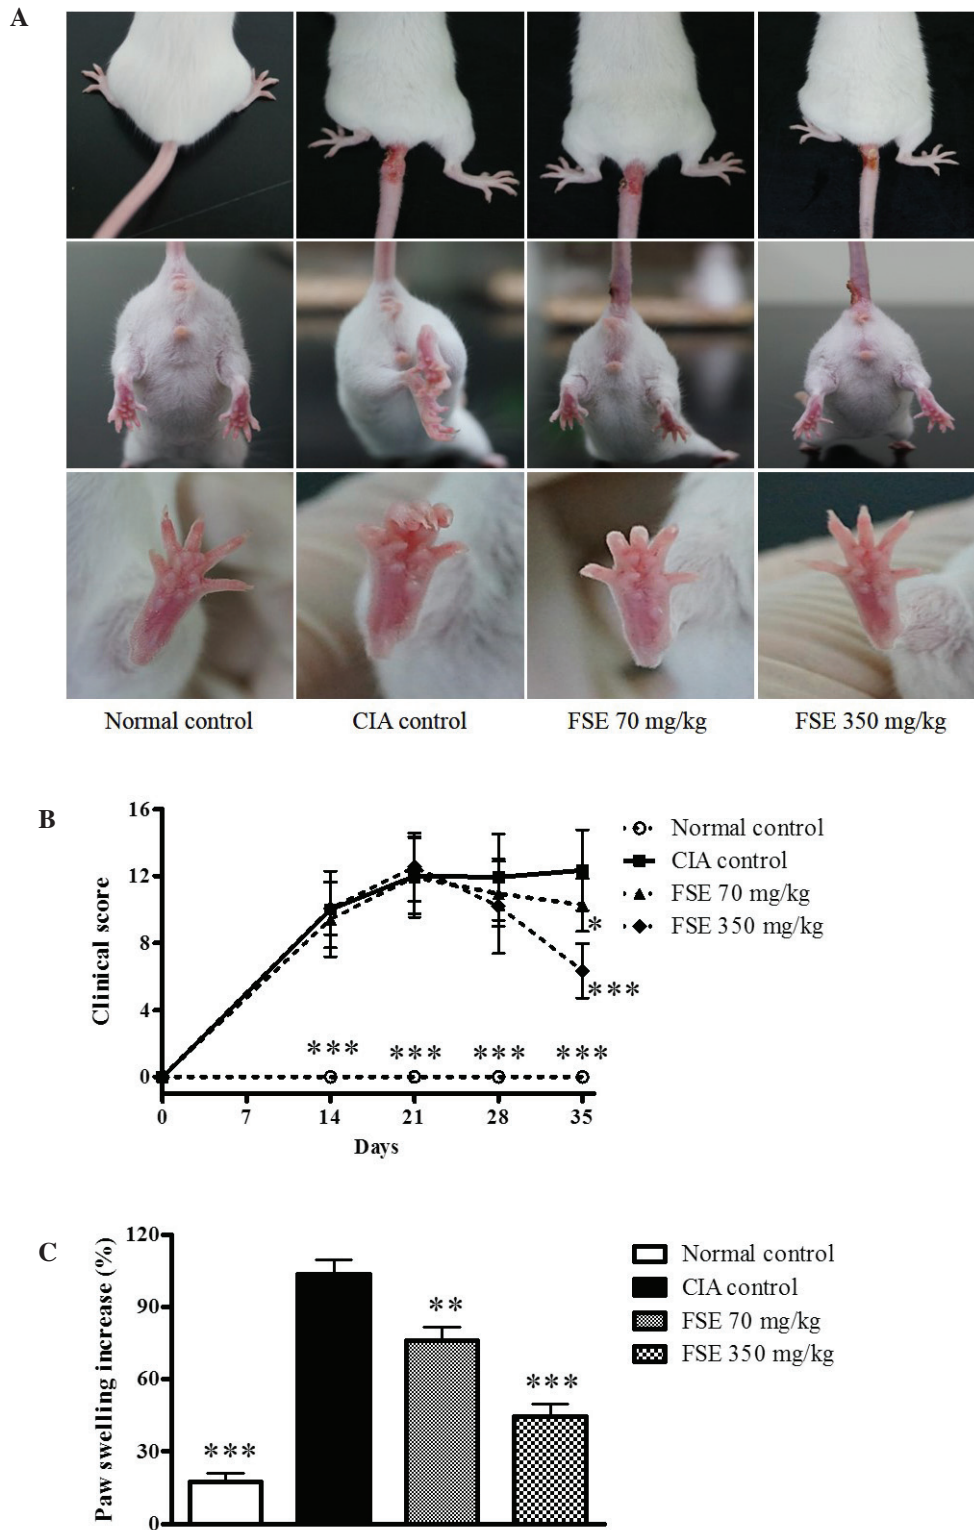 A
Normal control CIA control FSE 70 mg/kg FSE 350 mg/kg
B
16
12
8
4
0
Clinical score
*
***
*** *** *** ***
0 7 14 21 28 35
Days
Normal control
CIA control
FSE 70 mg/kg
FSE 350 mg/kg
C
120
90
60
30
0
Paw swelling increase (%)
***
**
***
Normal control
CIA control
FSE 70 mg/kg
FSE 350 mg/kg